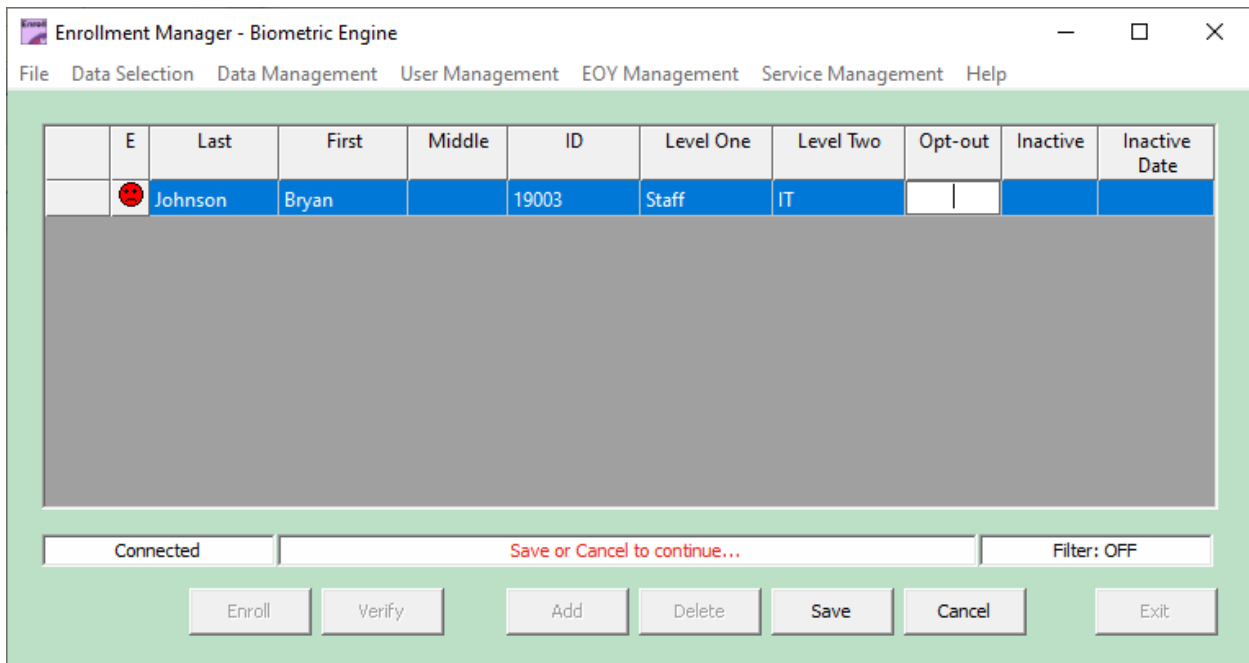 Enroll
Enrollment Manager - Biometric Engine
File Data Selection Data Management User Management EOY Management Service Management Help
E Last First Middle ID Level One Level Two Opt-out Inactive Inactive
Date
Johnson Bryan 19003 Staff IT
Connected Save or Cancel to continue... Filter: OFF
Enroll Verify Add Delete Save Cancel Exit